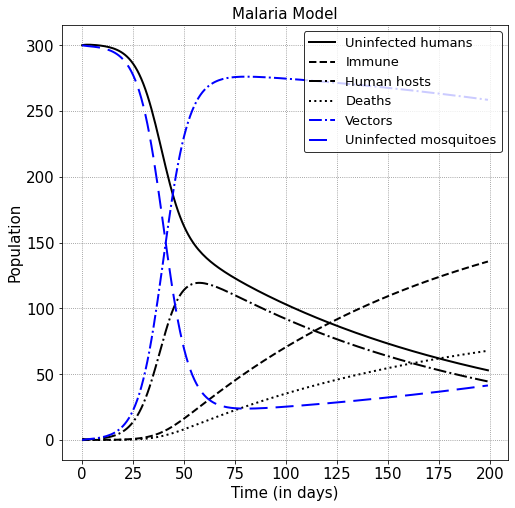 Malaria Model
Population
300
250
200
150
100
50
0
Uninfected humans
Immune
Human hosts
Deaths
Vectors
Uninfected mosquitoes
0 25 50 75 100 125 150 175 200
Time (in days)